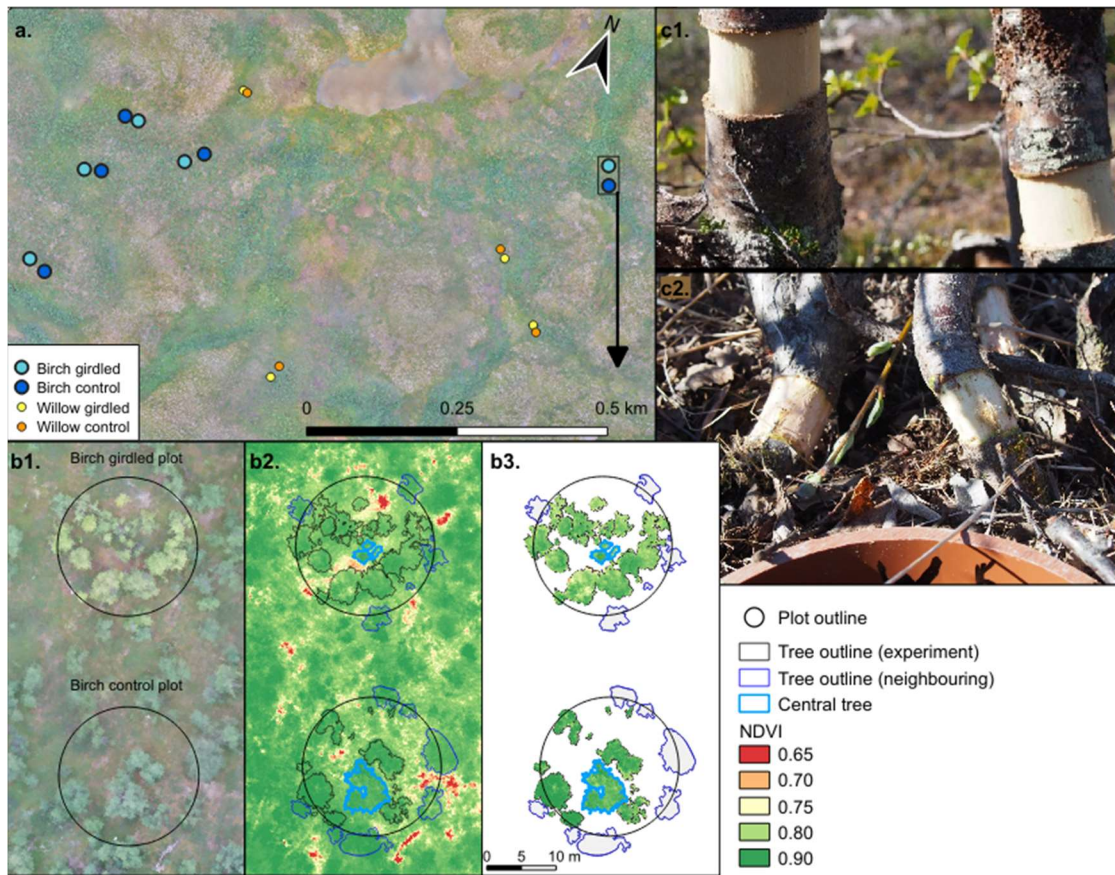 a.
N
Birch girdled
Birch control
Willow girdled
Willow control
0
0.25
0.5 km
c1.
c2.
b1.
Birch girdled plot
Birch control plot
b2.
b3.
0 5 10 m
Plot outline
Tree outline (experiment)
Tree outline (neighbouring)
Central tree
NDVI
0.65
0.70
0.75
0.80
0.90